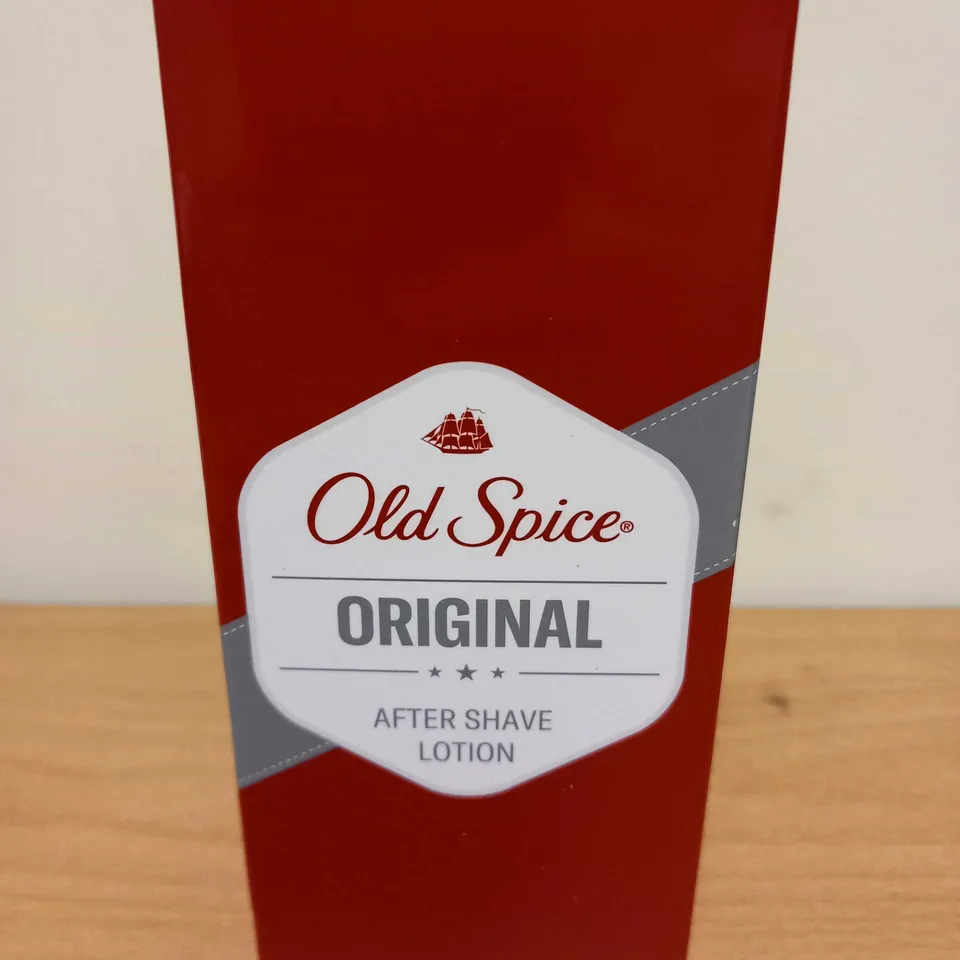 Old Spice®
ORIGINAL
AFTER SHAVE
LOTION